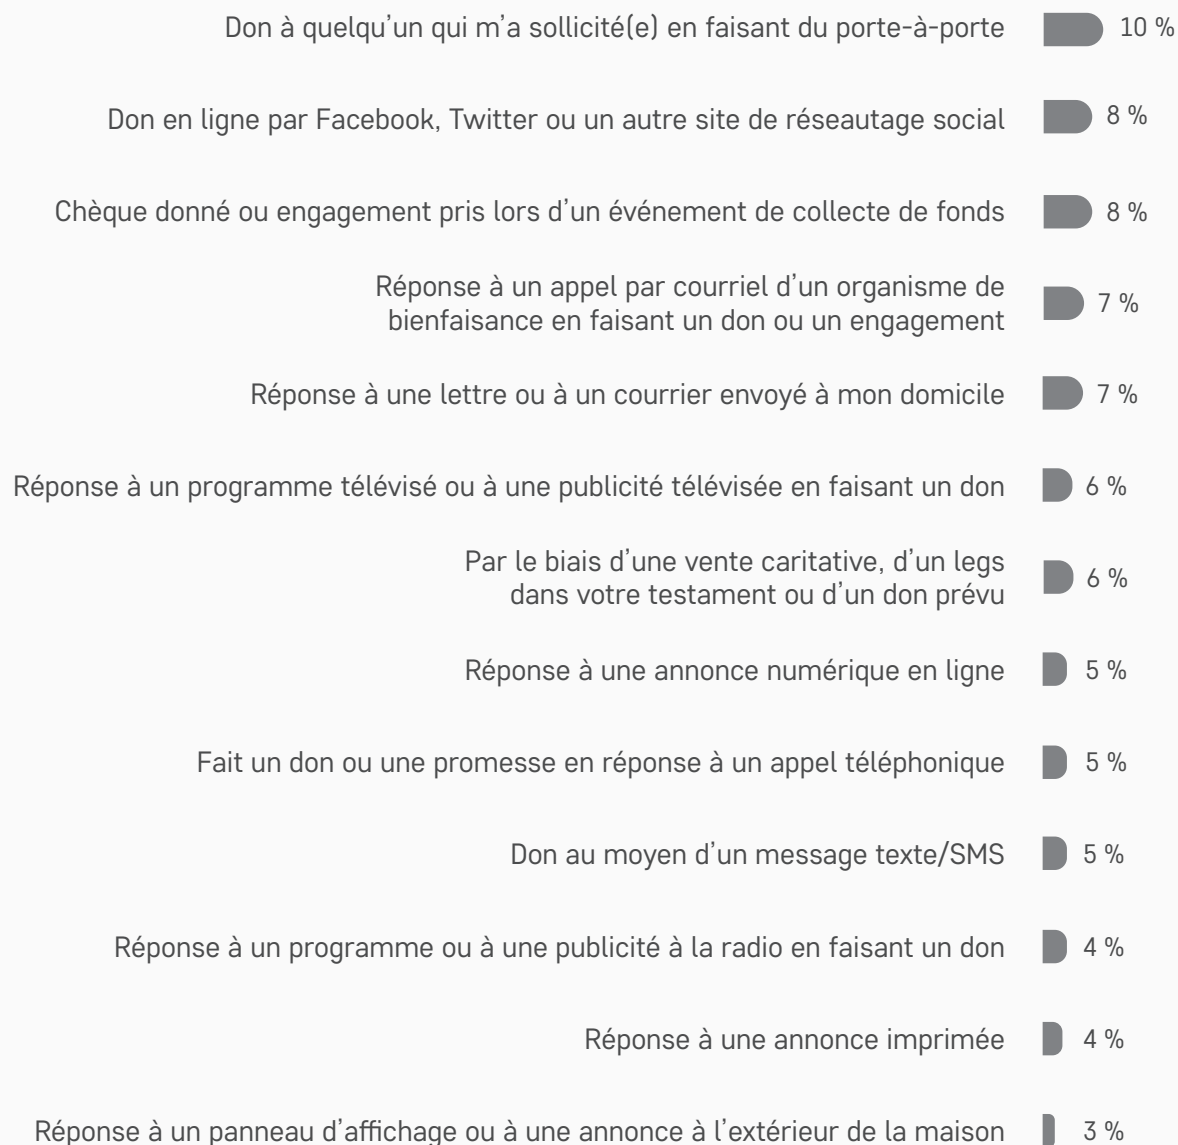 Don à quelqu’un qui m’a sollicité(e) en faisant du porte-à-porte 10 %
Don en ligne par Facebook, Twitter ou un autre site de réseautage social 8 %
Chèque donné ou engagement pris lors d’un événement de collecte de fonds 8 %
Réponse à un appel par courriel d’un organisme de
bienfaisance en faisant un don ou un engagement 7 %
Réponse à une lettre ou à un courrier envoyé à mon domicile 7 %
Réponse à un programme télévisé ou à une publicité télévisée en faisant un don 6 %
Par le biais d’une vente caritative, d’un legs
dans votre testament ou d’un don prévu 6 %
Réponse à une annonce numérique en ligne 5 %
Fait un don ou une promesse en réponse à un appel téléphonique 5 %
Don au moyen d’un message texte/SMS 5 %
Réponse à un programme ou à une publicité à la radio en faisant un don 4 %
Réponse à une annonce imprimée 4 %
Réponse à un panneau d’affichage ou à une annonce à l’extérieur de la maison 3 %